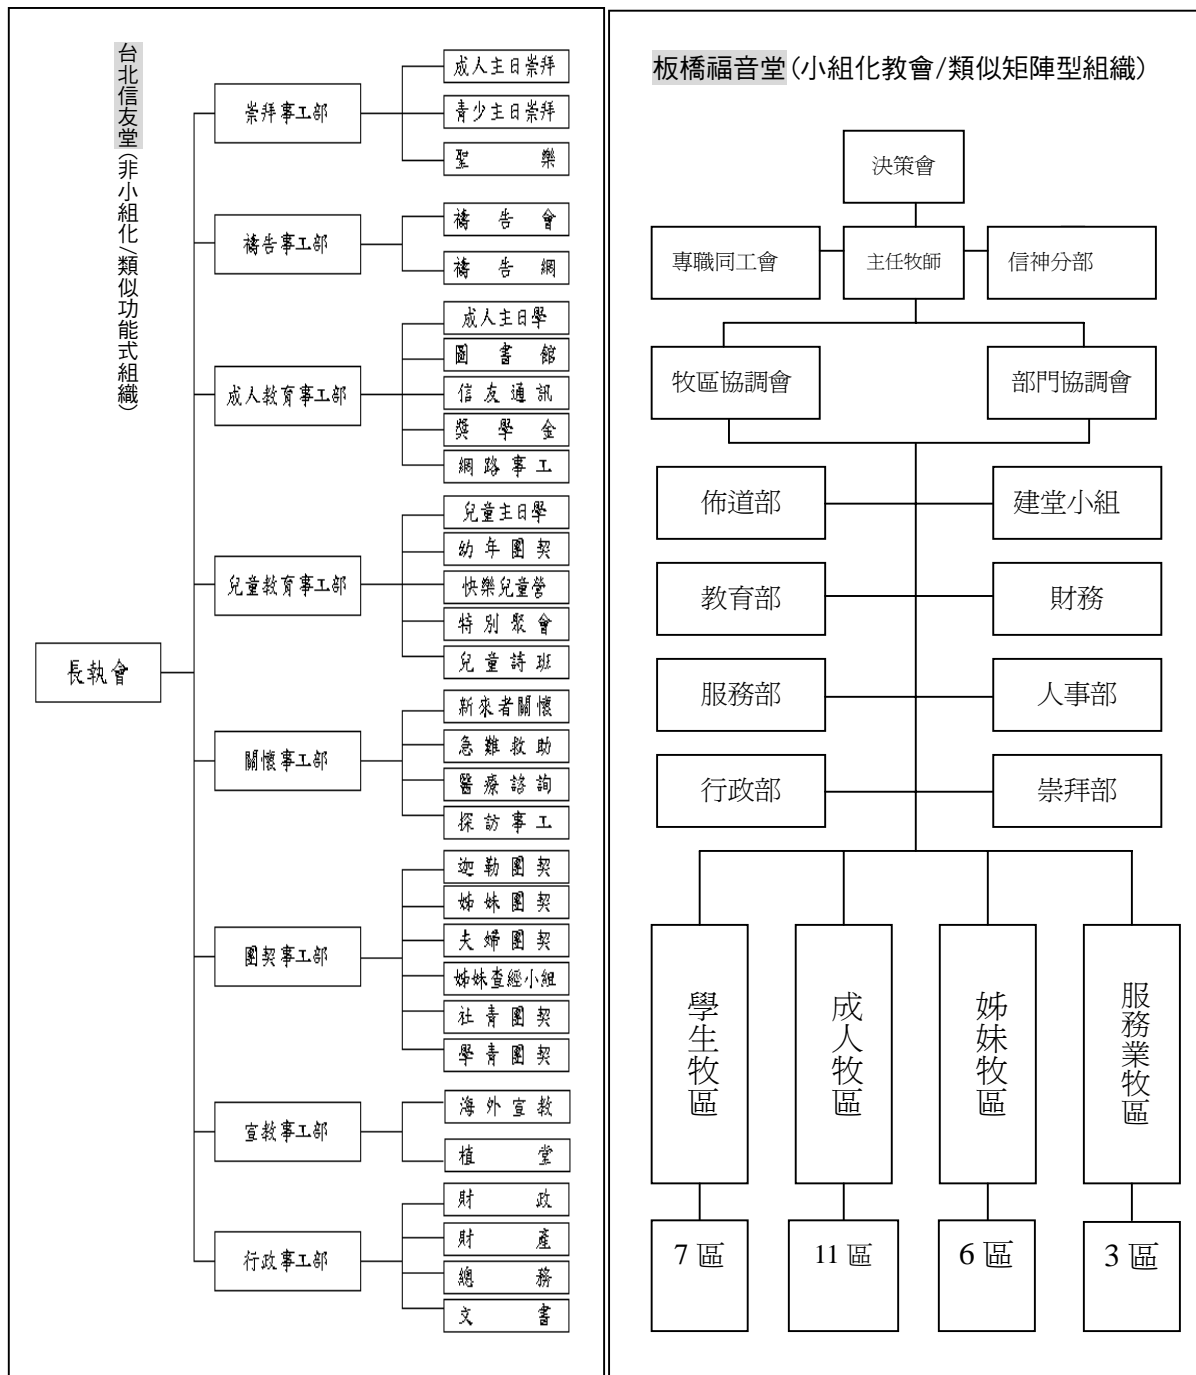 台北信友堂(非小組化/類似功能式組織)
長執會
崇拜事工部
成人主日崇拜
青少主日崇拜
聖樂
禱告事工部
禱告會
禱告網
成人教育事工部
成人主日學
圖書館
信友通訊
獎學金
網路事工
兒童教育事工部
兒童主日學
幼年團契
快樂兒童營
特別聚會
兒童詩班
關懷事工部
新來者關懷
急難救助
醫療諮詢
探訪事工
團契事工部
迦勒團契
姊妹團契
夫婦團契
姊妹查經小組
社青團契
學青團契
宣教事工部
海外宣教
植堂
行政事工部
財政
財產
總務
文書
板橋福音堂(小組化教會/類似矩陣型組織)
決策會
專職同工會
主任牧師
信神分部
牧區協調會
部門協調會
佈道部
建堂小組
教育部
財務
服務部
人事部
行政部
崇拜部
學生牧區
成人牧區
姊妹牧區
服務業牧區
7 區
11 區
6 區
3 區